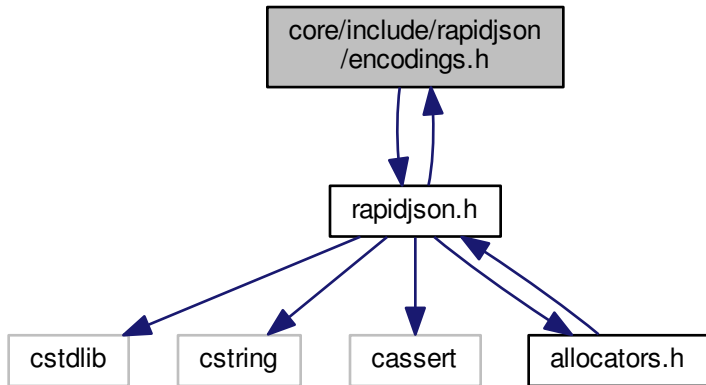 core/include/rapidjson
/encodings.h
rapidjson.h
cstdlib
cstring
cassert
allocators.h